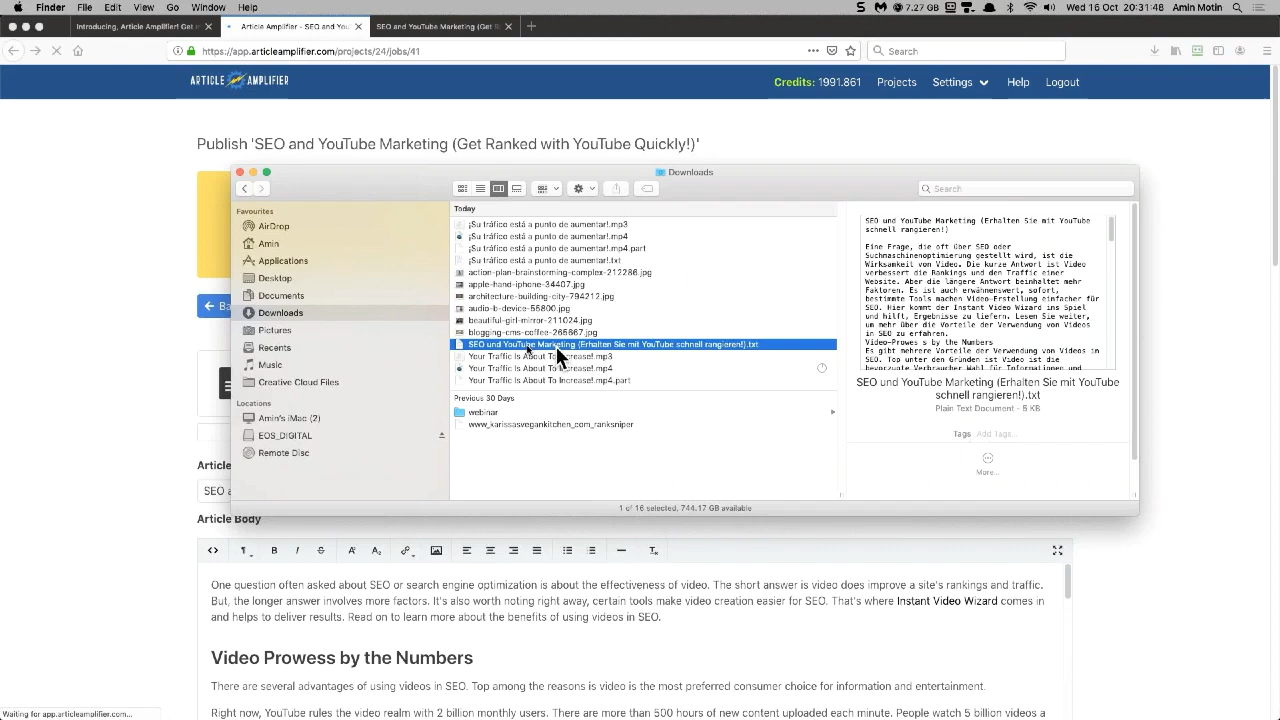 Finder File Edit View Go Window Help
7.27 GB Wed 16 Oct 20:31:48 Amin Motin
Introducing, Article Amplifier! Get m
Article Amplifier - SEO and You
SEO and YouTube Marketing (Get R
https://app.articleamplifier.com/projects/24/jobs/41
Search
ARTICLE AMPLIFIER
Credits: 1991.861 Projects Settings Help Logout
Publish 'SEO and YouTube Marketing (Get Ranked with YouTube Quickly!)'
Downloads
Search
Favourites
AirDrop
Amin
Applications
Desktop
Documents
Downloads
Pictures
Recents
Music
Creative Cloud Files
Locations
Amin's iMac (2)
EOS_DIGITAL
Remote Disc
Today
¡Su tráfico está a punto de aumentar!.mp3
¡Su tráfico está a punto de aumentar!.mp4
¡Su tráfico está a punto de aumentar!.mp4.part
¡Su tráfico está a punto de aumentar!.txt
action-plan-brainstorming-complex-212286.jpg
apple-hand-iphone-34407.jpg
architecture-building-city-794212.jpg
audio-b-device-55800.jpg
beautiful-girl-mirror-211024.jpg
blogging-cms-coffee-265667.jpg
SEO und YouTube Marketing (Erhalten Sie mit YouTube schnell rangieren!).txt
Your Traffic Is About To Increase!.mp3
Your Traffic Is About To Increase!.mp4
Your Traffic Is About To Increase!.mp4.part
Previous 30 Days
webinar
www_karissasvegankitchen_com_ranksniper
SEO und YouTube Marketing (Erhalten Sie mit YouTube
schnell rangieren!)
Eine Frage, die oft über SEO oder
Suchmaschinenoptimierung gestellt wird, ist die
Wirksamkeit von Video. Die kurze Antwort ist Video
verbessert die Rankings und den Traffic einer
Website. Aber die längere Antwort beinhaltet mehr
Faktoren. Es ist auch erwähnenswert, sofort,
bestimmte Tools machen Video-Erstellung einfacher für
SEO. Hier kommt der Instant Video Wizard ins Spiel
und hilft, Ergebnisse zu liefern. Lesen Sie weiter,
um mehr über die Vorteile der Verwendung von Videos
in SEO zu erfahren.
Video-Prowes s by the Numbers
Es gibt mehrere Vorteile der Verwendung von Videos in
SEO. Top unter den Gründen ist Video ist die
bevorzugte Verbraucher Wahl für Informationen und
SEO und YouTube Marketing (Erhalten Sie mit YouTube
schnell rangieren!).txt
Plain Text Document - 5 KB
Tags Add Tags...
More...
1 of 16 selected, 744.17 GB available
Ba
Article
SEO a
Article Body
One question often asked about SEO or search engine optimization is about the effectiveness of video. The short answer is video does improve a site's rankings and traffic.
But, the longer answer involves more factors. It's also worth noting right away, certain tools make video creation easier for SEO. That's where Instant Video Wizard comes in
and helps to deliver results. Read on to learn more about the benefits of using videos in SEO.
Video Prowess by the Numbers
There are several advantages of using videos in SEO. Top among the reasons is video is the most preferred consumer choice for information and entertainment.
Right now, YouTube rules the video realm with 2 billion monthly users. There are more than 500 hours of new content uploaded each minute. People watch 5 billion videos a
Waiting for app.articleamplifier.com...